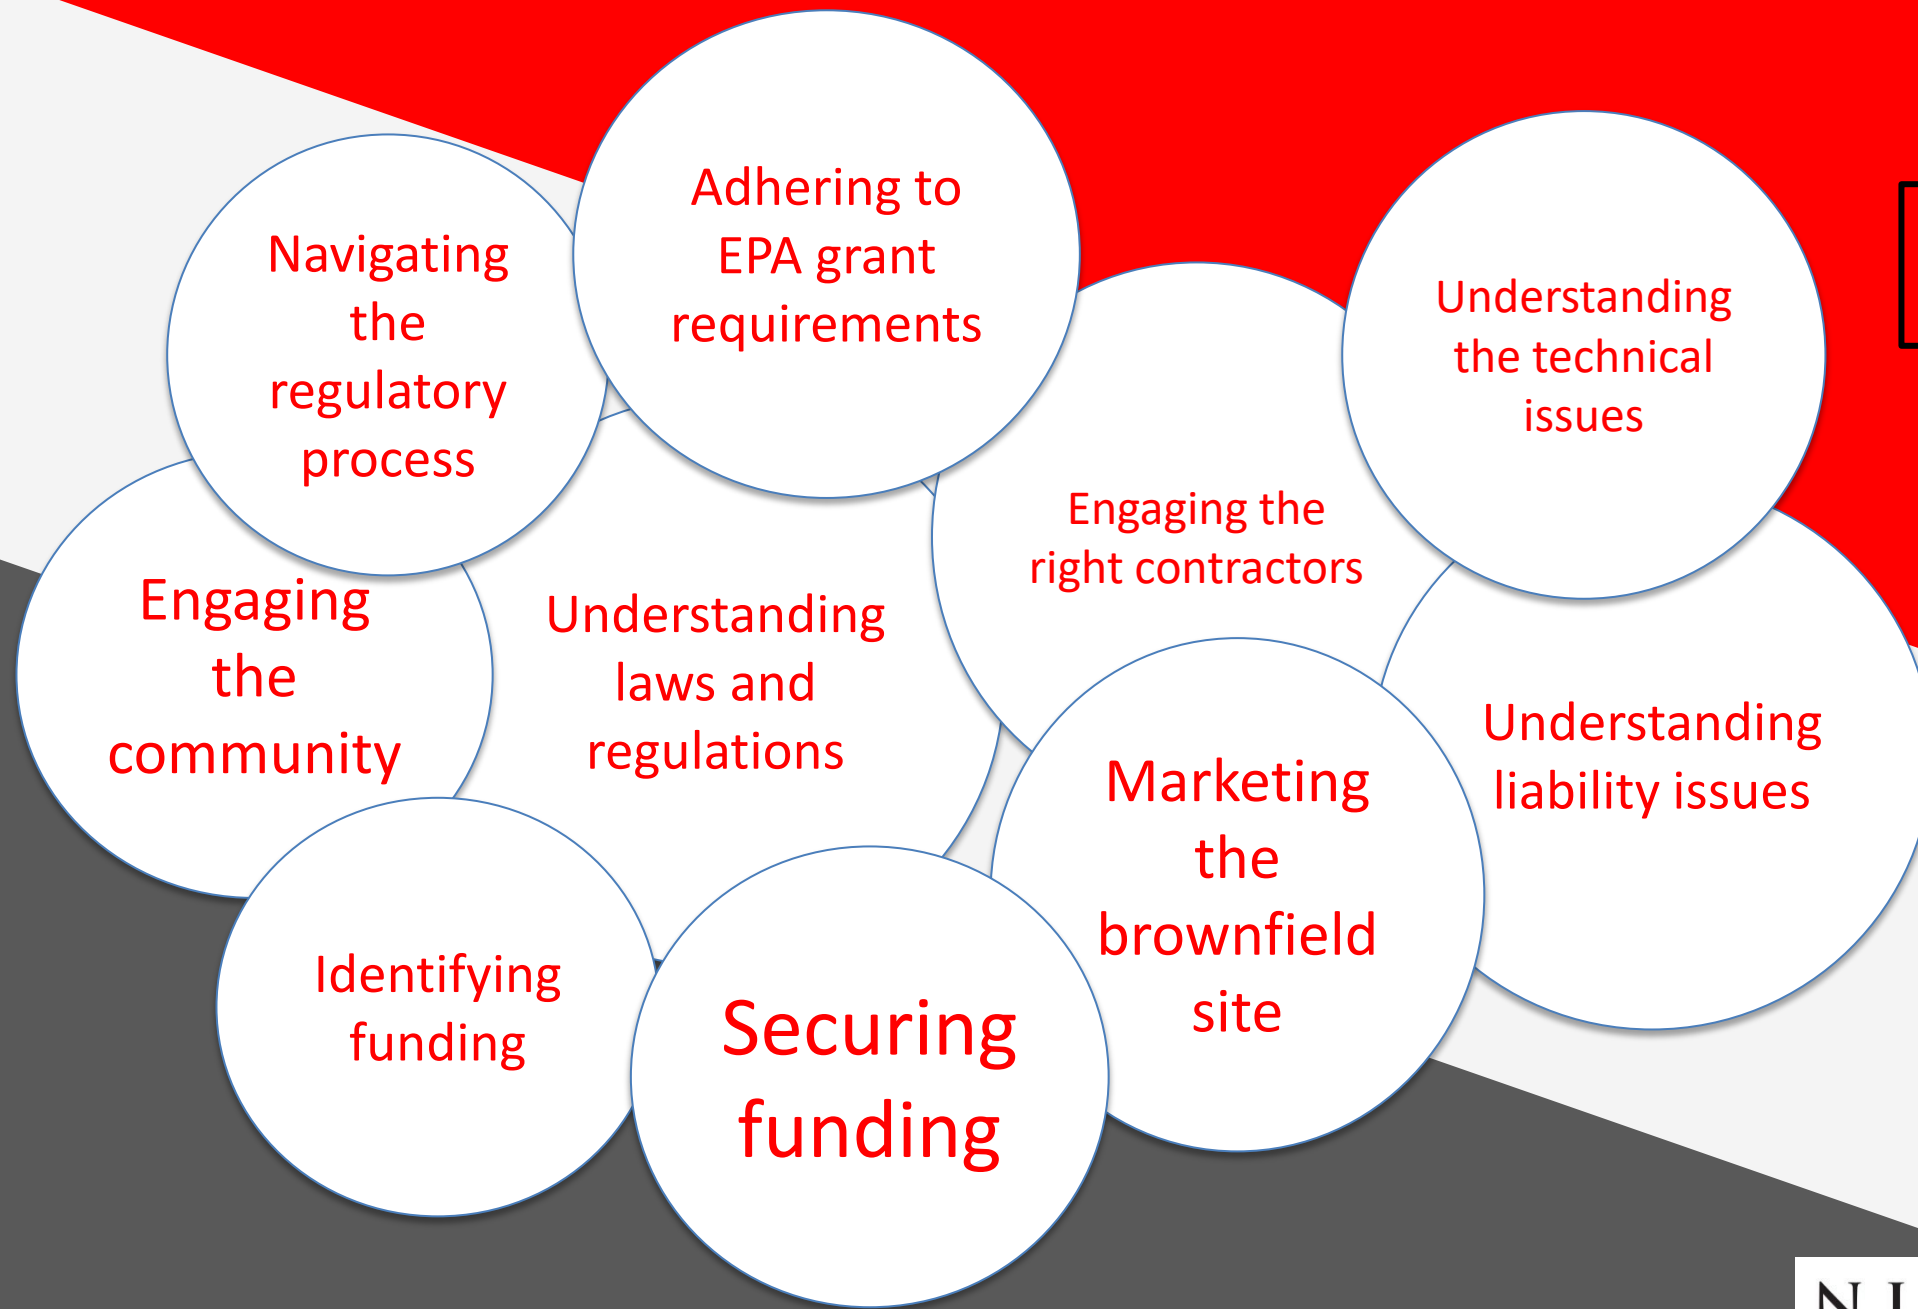 Adhering to
EPA grant
requirements
Navigating
the
regulatory
process
Understanding
the technical
issues
Engaging the
right contractors
Engaging
the
community
Understanding
laws and
regulations
Understanding
liability issues
Marketing
the
brownfield
site
Identifying
funding
Securing
funding